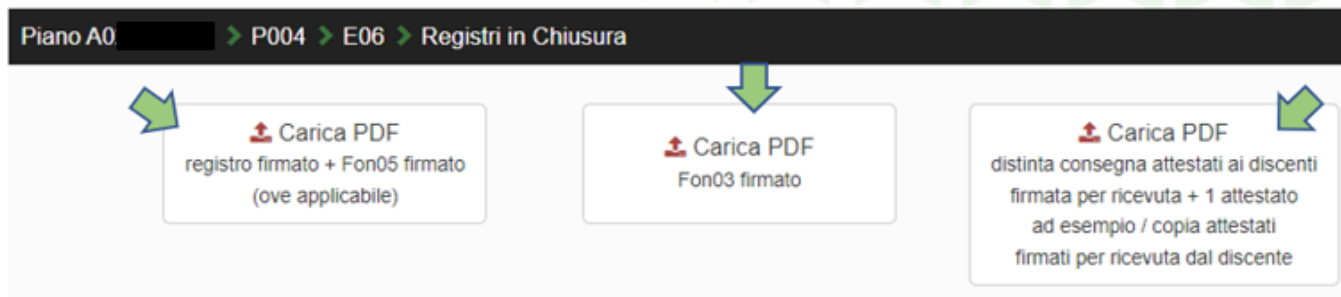 Piano A0 > P004 > E06 > Registri in Chiusura
Carica PDF
registro firmato + Fon05 firmato
(ove applicabile)
Carica PDF
Fon03 firmato
Carica PDF
distinta consegna attestati ai discenti
firmata per ricevuta + 1 attestato
ad esempio / copia attestati
firmati per ricevuta dal discente